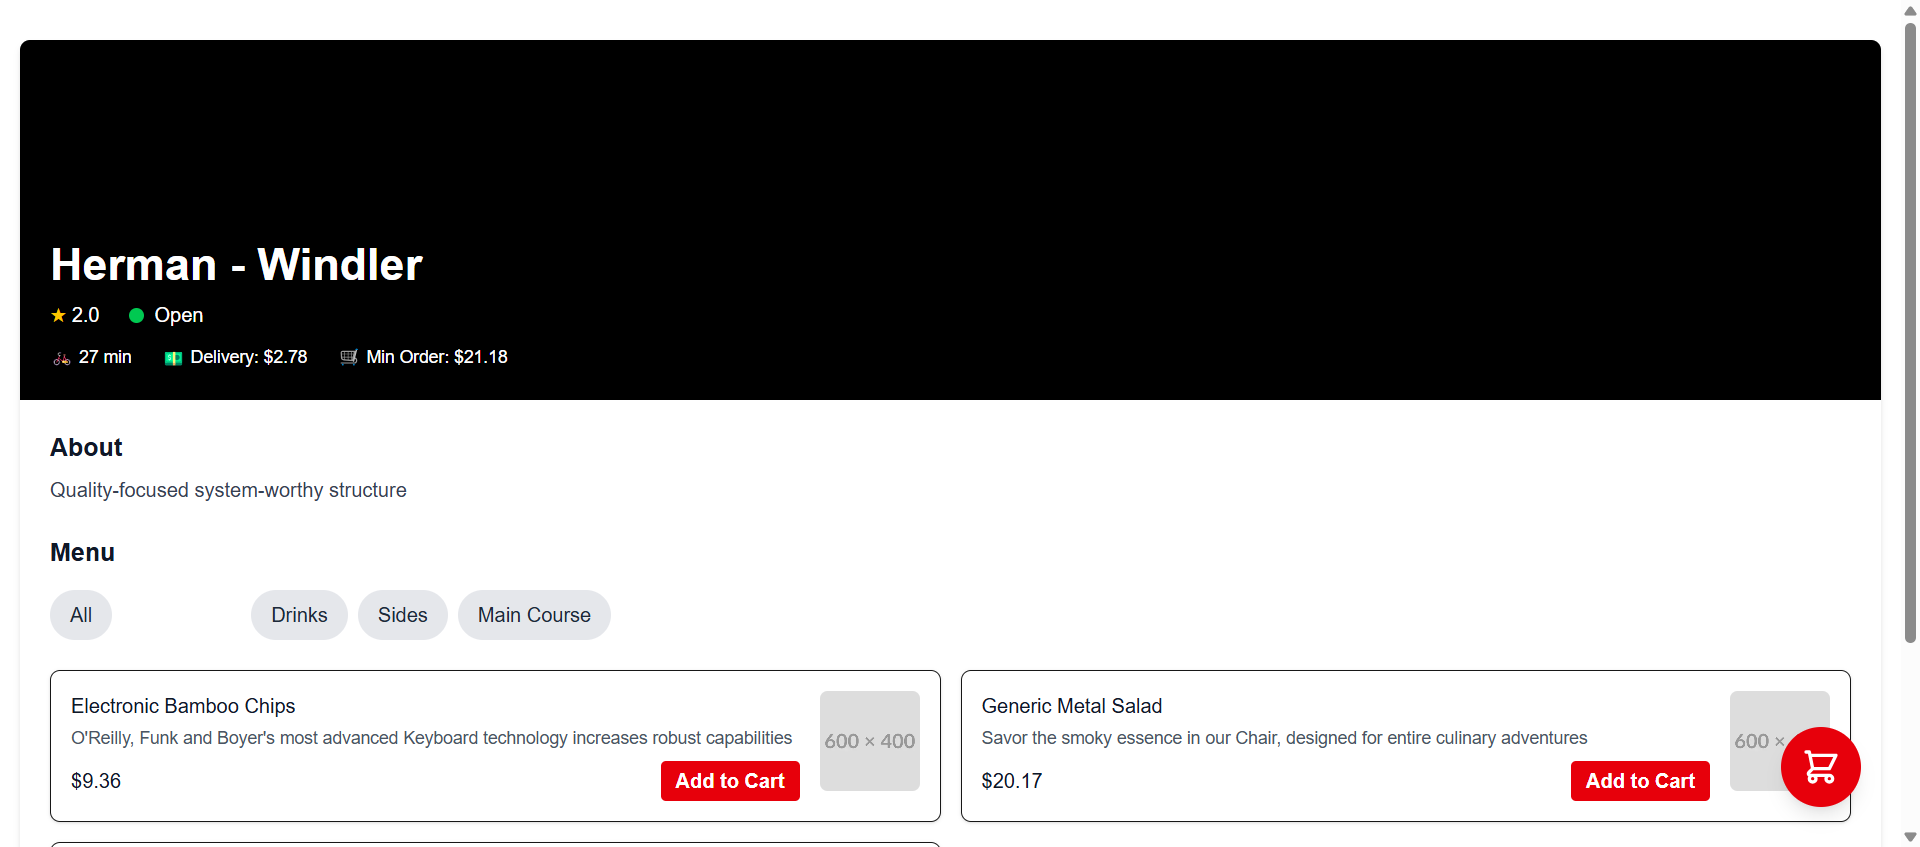 Herman - Windler
★ 2.0 Open
27 min Delivery: $2.78 Min Order: $21.18
About
Quality-focused system-worthy structure
Menu
All Drinks Sides Main Course
Electronic Bamboo Chips
O'Reilly, Funk and Boyer's most advanced Keyboard technology increases robust capabilities
$9.36 Add to Cart
600 × 400
Generic Metal Salad
Savor the smoky essence in our Chair, designed for entire culinary adventures
$20.17 Add to Cart
600 ×